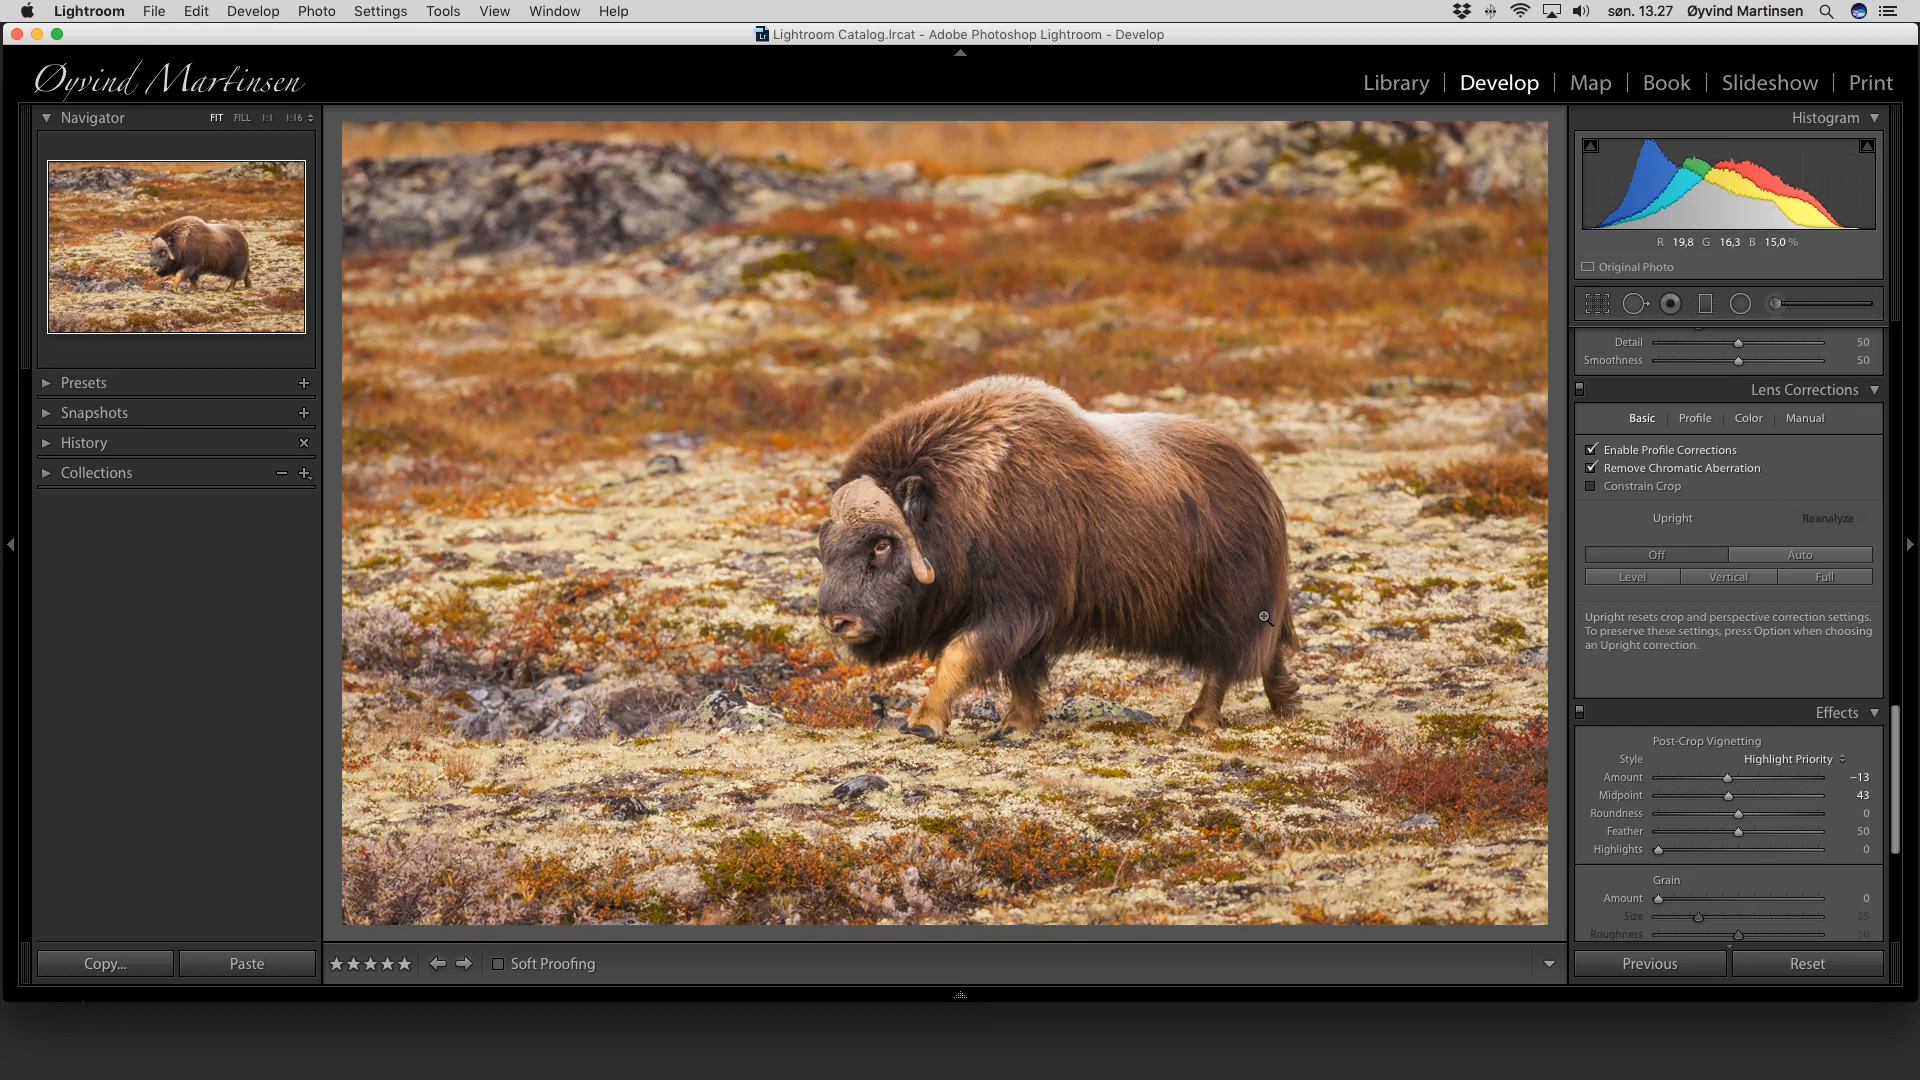 Lightroom File Edit Develop Photo Settings Tools View Window Help søn. 13.27 Øyvind Martinsen
Lightroom Catalog.lrcat - Adobe Photoshop Lightroom - Develop
Øyvind Martinsen
Library | Develop | Map | Book | Slideshow | Print
Navigator FIT FILL 1:1 1:16
Presets
Snapshots
History
Collections
Copy...
Paste
Soft Proofing
Histogram
R 19,8 G 16,3 B 15,0 %
Original Photo
Detail 50
Smoothness 50
Lens Corrections
Basic | Profile | Color | Manual
Enable Profile Corrections
Remove Chromatic Aberration
Constrain Crop
Upright Reanalyze
Off Auto
Level Vertical Full
Upright resets crop and perspective correction settings.
To preserve these settings, press Option when choosing
an Upright correction.
Effects
Post-Crop Vignetting
Style Highlight Priority
Amount −13
Midpoint 43
Roundness 0
Feather 50
Highlights 0
Grain
Amount 0
Size 25
Roughness 50
Previous
Reset